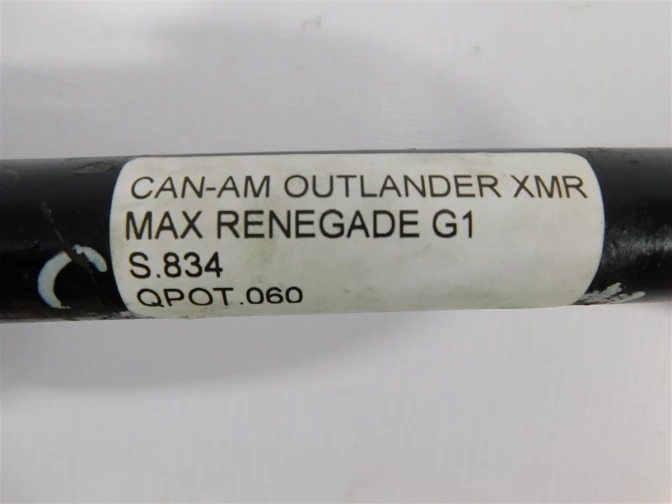 CAN-AM OUTLANDER XMR
MAX RENEGADE G1
S.834
QPOT.060